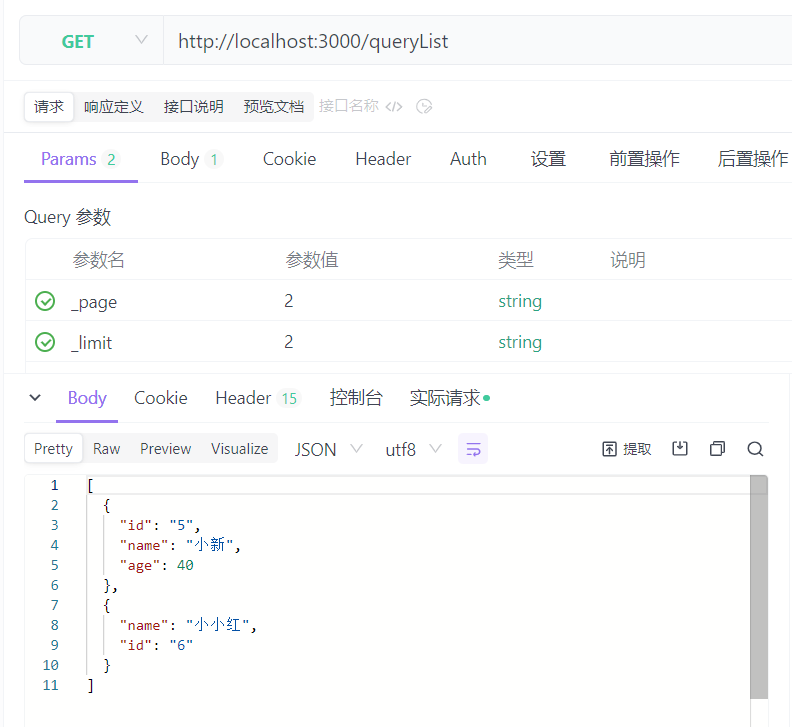 GET http://localhost:3000/queryList
请求 响应定义 接口说明 预览文档 接口名称 </>
Params 2 Body 1 Cookie Header Auth 设置 前置操作 后置操作
Query 参数
参数名 参数值 类型 说明
_page 2 string
_limit 2 string
Body Cookie Header 15 控制台 实际请求
Pretty Raw Preview Visualize JSON utf8 提取
1 [
2 {
3 "id": "5",
4 "name": "小新",
5 "age": 40
6 },
7 {
8 "name": "小小红",
9 "id": "6"
10 }
11 ]